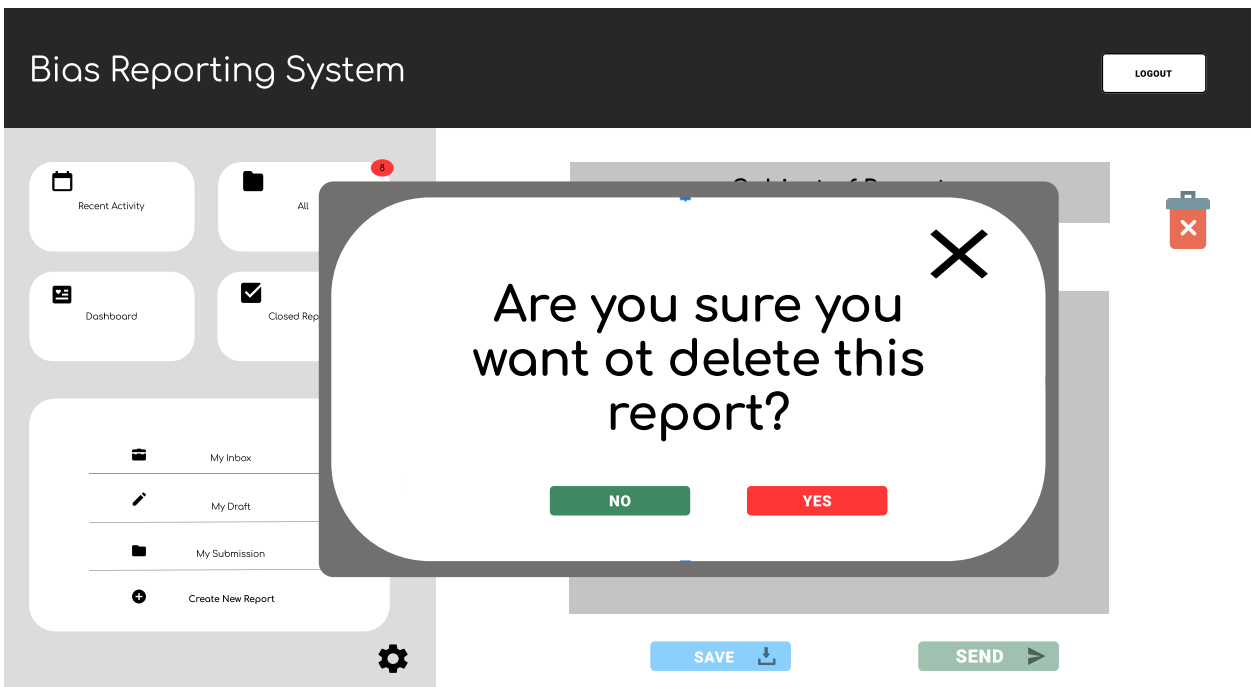 Bias Reporting System
LOGOUT
8
Recent Activity
All
Dashboard
Closed Rep
Are you sure you
want ot delete this
report?
NO
YES
My Inbox
My Draft
My Submission
Create New Report
SAVE
SEND